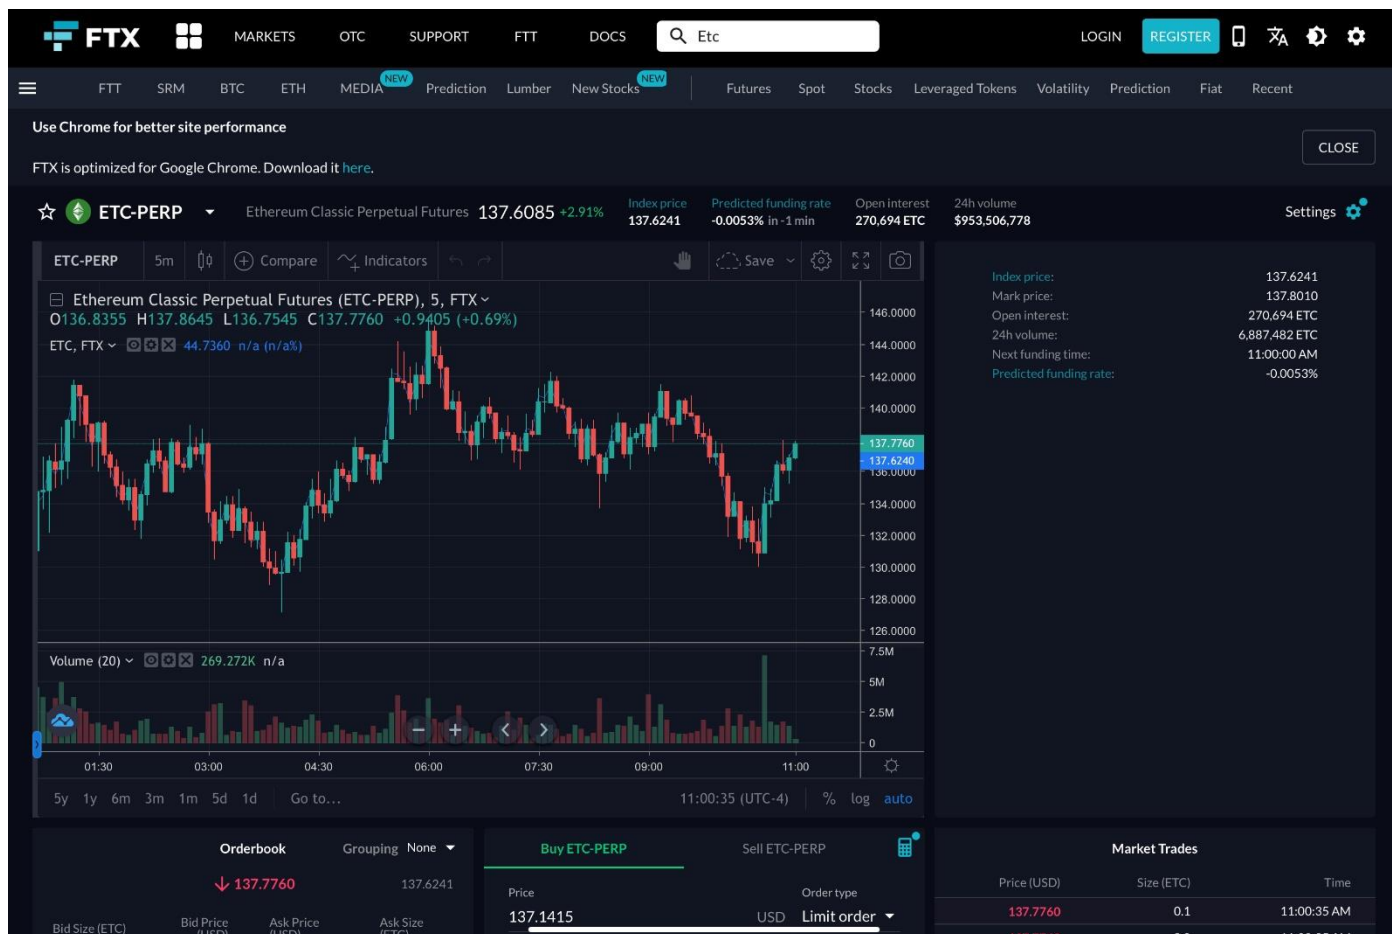 FTX MARKETS OTC SUPPORT FTT DOCS Etc LOGIN REGISTER
FTT SRM BTC ETH MEDIA NEW Prediction Lumber New Stocks NEW Futures Spot Stocks Leveraged Tokens Volatility Prediction Fiat Recent
Use Chrome for better site performance
CLOSE
FTX is optimized for Google Chrome. Download it here.
ETC-PERP Ethereum Classic Perpetual Futures 137.6085 +2.91%
Index price
137.6241
Predicted funding rate
-0.0053% in -1 min
Open interest
270,694 ETC
24h volume
$953,506,778
Settings
ETC-PERP 5m Compare Indicators Save
Ethereum Classic Perpetual Futures (ETC-PERP), 5, FTX
O136.8355 H137.8645 L136.7545 C137.7760 +0.9405 (+0.69%)
ETC, FTX 44.7360 n/a (n/a%)
146.0000
144.0000
142.0000
140.0000
137.7760
137.6240
136.0000
134.0000
132.0000
130.0000
128.0000
126.0000
Volume (20) 269.272K n/a
7.5M
5M
2.5M
0
01:30 03:00 04:30 06:00 07:30 09:00 11:00
5y 1y 6m 3m 1m 5d 1d Go to... 11:00:35 (UTC-4) % log auto
Index price: 137.6241
Mark price: 137.8010
Open interest: 270,694 ETC
24h volume: 6,887,482 ETC
Next funding time: 11:00:00 AM
Predicted funding rate: -0.0053%
Orderbook Grouping None
137.7760 137.6241
Bid Size (ETC) Bid Price (USD) Ask Price (USD) Ask Size (ETC)
Buy ETC-PERP Sell ETC-PERP
Price Order type
137.1415 USD Limit order
Market Trades
Price (USD) Size (ETC) Time
137.7760 0.1 11:00:35 AM